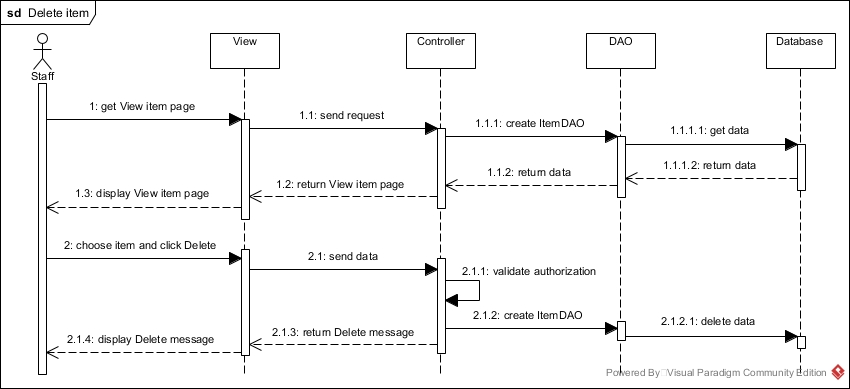 sd Delete item
View
Controller
DAO
Database
Staff
1: get View item page
1.1: send request
1.1.1: create ItemDAO
1.1.1.1: get data
1.1.1.2: return data
1.1.2: return data
1.2: return View item page
1.3: display View item page
2: choose item and click Delete
2.1: send data
2.1.1: validate authorization
2.1.2: create ItemDAO
2.1.2.1: delete data
2.1.3: return Delete message
2.1.4: display Delete message
Powered By Visual Paradigm Community Edition